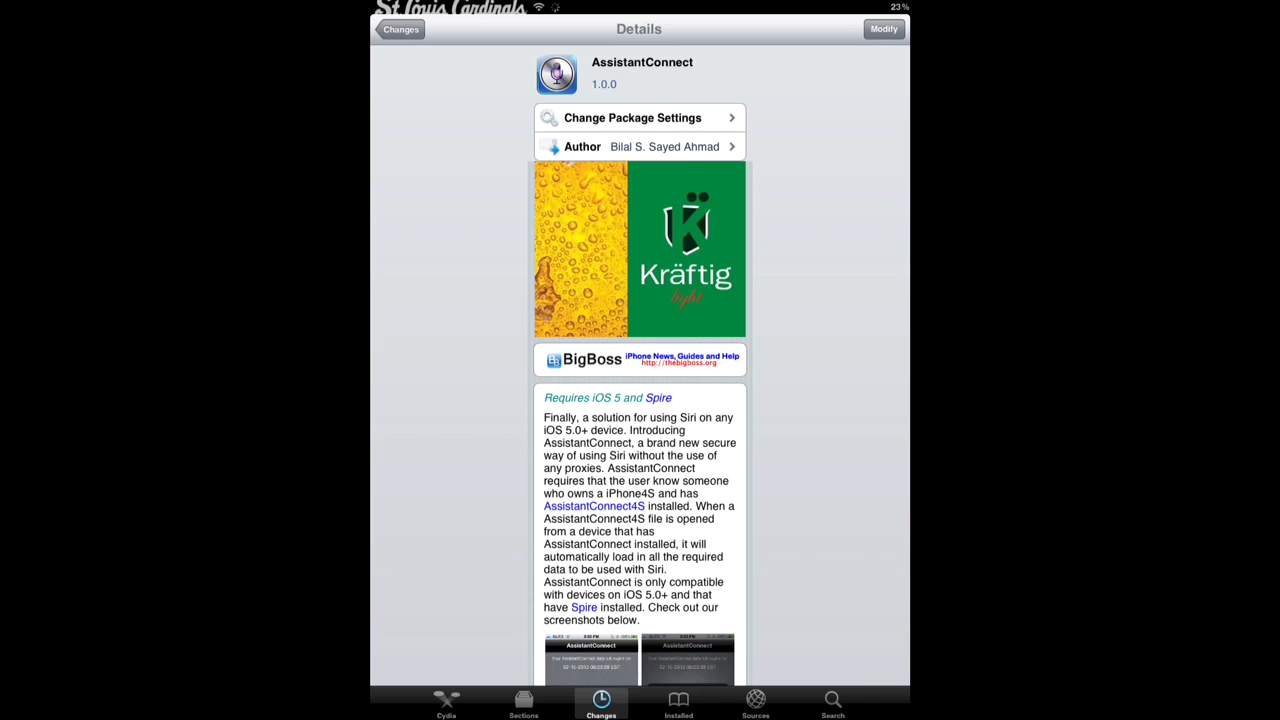 St Louis Cardinals 23%
Changes Details Modify
AssistantConnect
1.0.0
Change Package Settings
Author Bilal S. Sayed Ahmad
K
Kräftig
light
BigBoss iPhone News, Guides and Help
http://thebigboss.org
Requires iOS 5 and Spire
Finally, a solution for using Siri on any
iOS 5.0+ device. Introducing
AssistantConnect, a brand new secure
way of using Siri without the use of
any proxies. AssistantConnect
requires that the user know someone
who owns a iPhone4S and has
AssistantConnect4S installed. When a
AssistantConnect4S file is opened
from a device that has
AssistantConnect installed, it will
automatically load in all the required
data to be used with Siri.
AssistantConnect is only compatible
with devices on iOS 5.0+ and that
have Spire installed. Check out our
screenshots below.
AssistantConnect AssistantConnect
Cydia Sections Changes Installed Sources Search